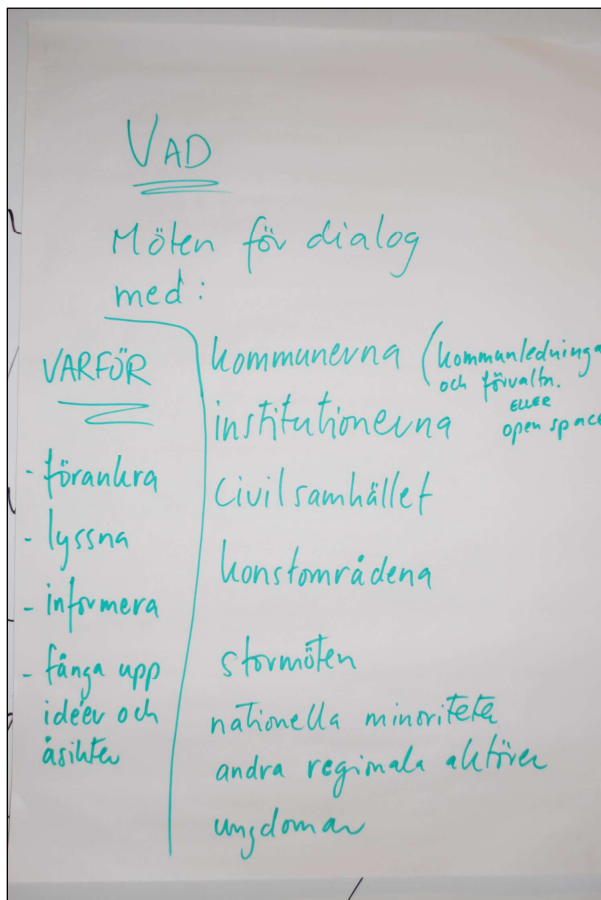 VAD
Möten för dialog
med:
VARFÖR
- förankra
- lyssna
- informera
- fånga upp
idéer och
åsikter
kommunerna (kommunledninga
och förvaltn.
ELLER
open space
institutionerna
civilsamhället
konstområdena
stormöten
nationella minoriteter
andra regionala aktörer
ungdomar